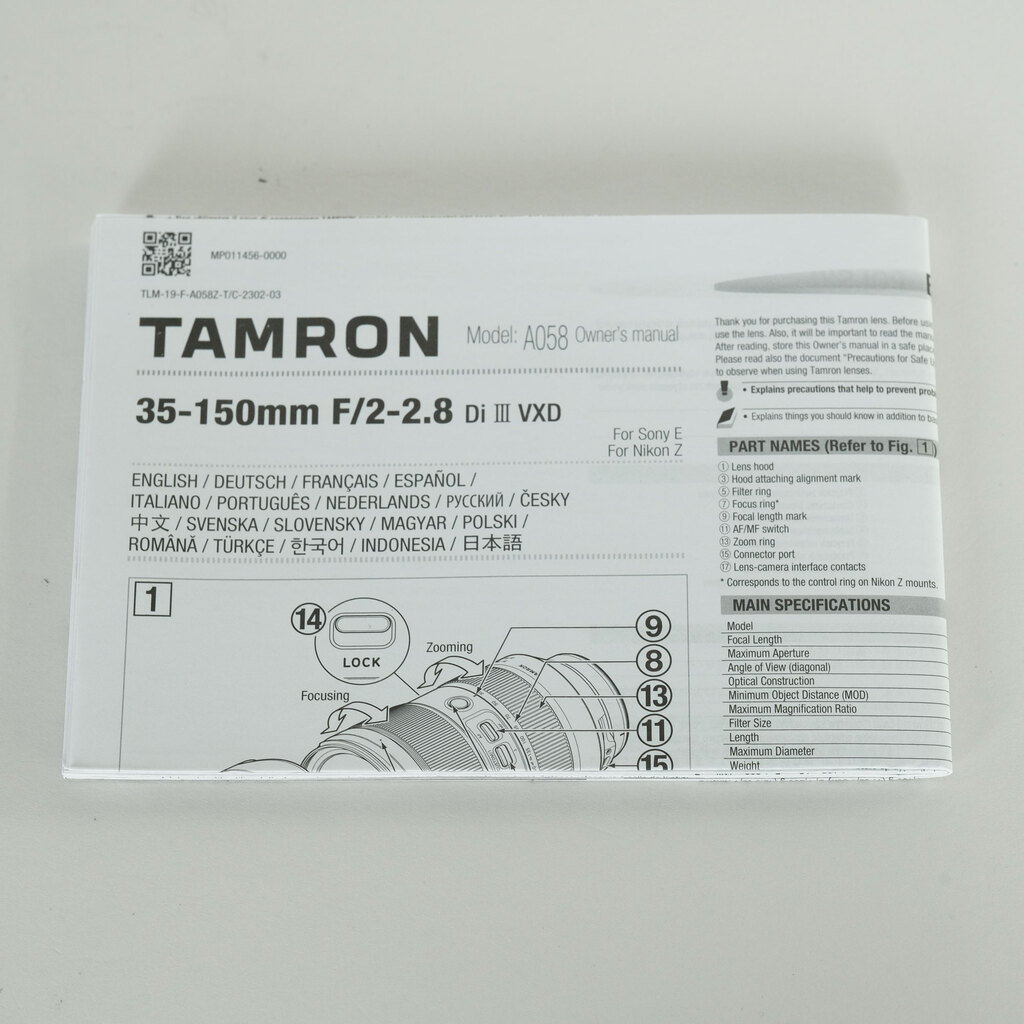 MP011456-0000
TLM-19-F-A058Z-T/C-2302-03
TAMRON Model: A058 Owner's manual
35-150mm F/2-2.8 Di III VXD
For Sony E
For Nikon Z
ENGLISH / DEUTSCH / FRANÇAIS / ESPAÑOL /
ITALIANO / PORTUGUÊS / NEDERLANDS / РУССКИЙ / ČESKY
中文 / SVENSKA / SLOVENSKY / MAGYAR / POLSKI /
ROMÂNĂ / TÜRKÇE / 한국어 / INDONESIA / 日本語
1
14
LOCK
Zooming
Focusing
TAMRON
9
8
13
11
15
Thank you for purchasing this Tamron lens. Before
use the lens. Also, it will be important to read the
After reading, store this Owner's manual in a safe
Please read also the document "Precautions for Safe
to observe when using Tamron lenses.
• Explains precautions that help to prevent
• Explains things you should know in addition to
PART NAMES (Refer to Fig. 1)
① Lens hood
③ Hood attaching alignment mark
⑤ Filter ring
⑦ Focus ring*
⑨ Focal length mark
⑪ AF/MF switch
⑬ Zoom ring
⑮ Connector port
⑰ Lens-camera interface contacts
* Corresponds to the control ring on Nikon Z mounts.
MAIN SPECIFICATIONS
Model
Focal Length
Maximum Aperture
Angle of View (diagonal)
Optical Construction
Minimum Object Distance (MOD)
Maximum Magnification Ratio
Filter Size
Length
Maximum Diameter
Weight